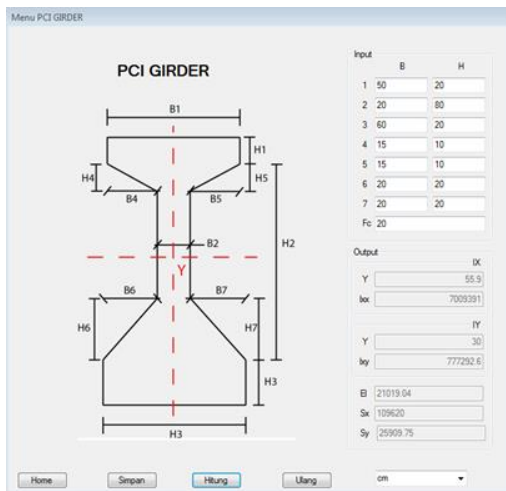 Menu PCI GIRDER
PCI GIRDER
B1
H1
H4
H5
B4
B5
B2
H2
Y
B6
B7
H6
H7
H3
H3
Input
B H
1 50 20
2 20 80
3 60 20
4 15 10
5 15 10
6 20 20
7 20 20
Fc 20
Output
IX
Y 55.9
Ixx 7009391
IY
Y 30
Ixy 777292.6
EI 21019.04
Sx 109620
Sy 25909.75
Home Simpan Hitung Ulang cm